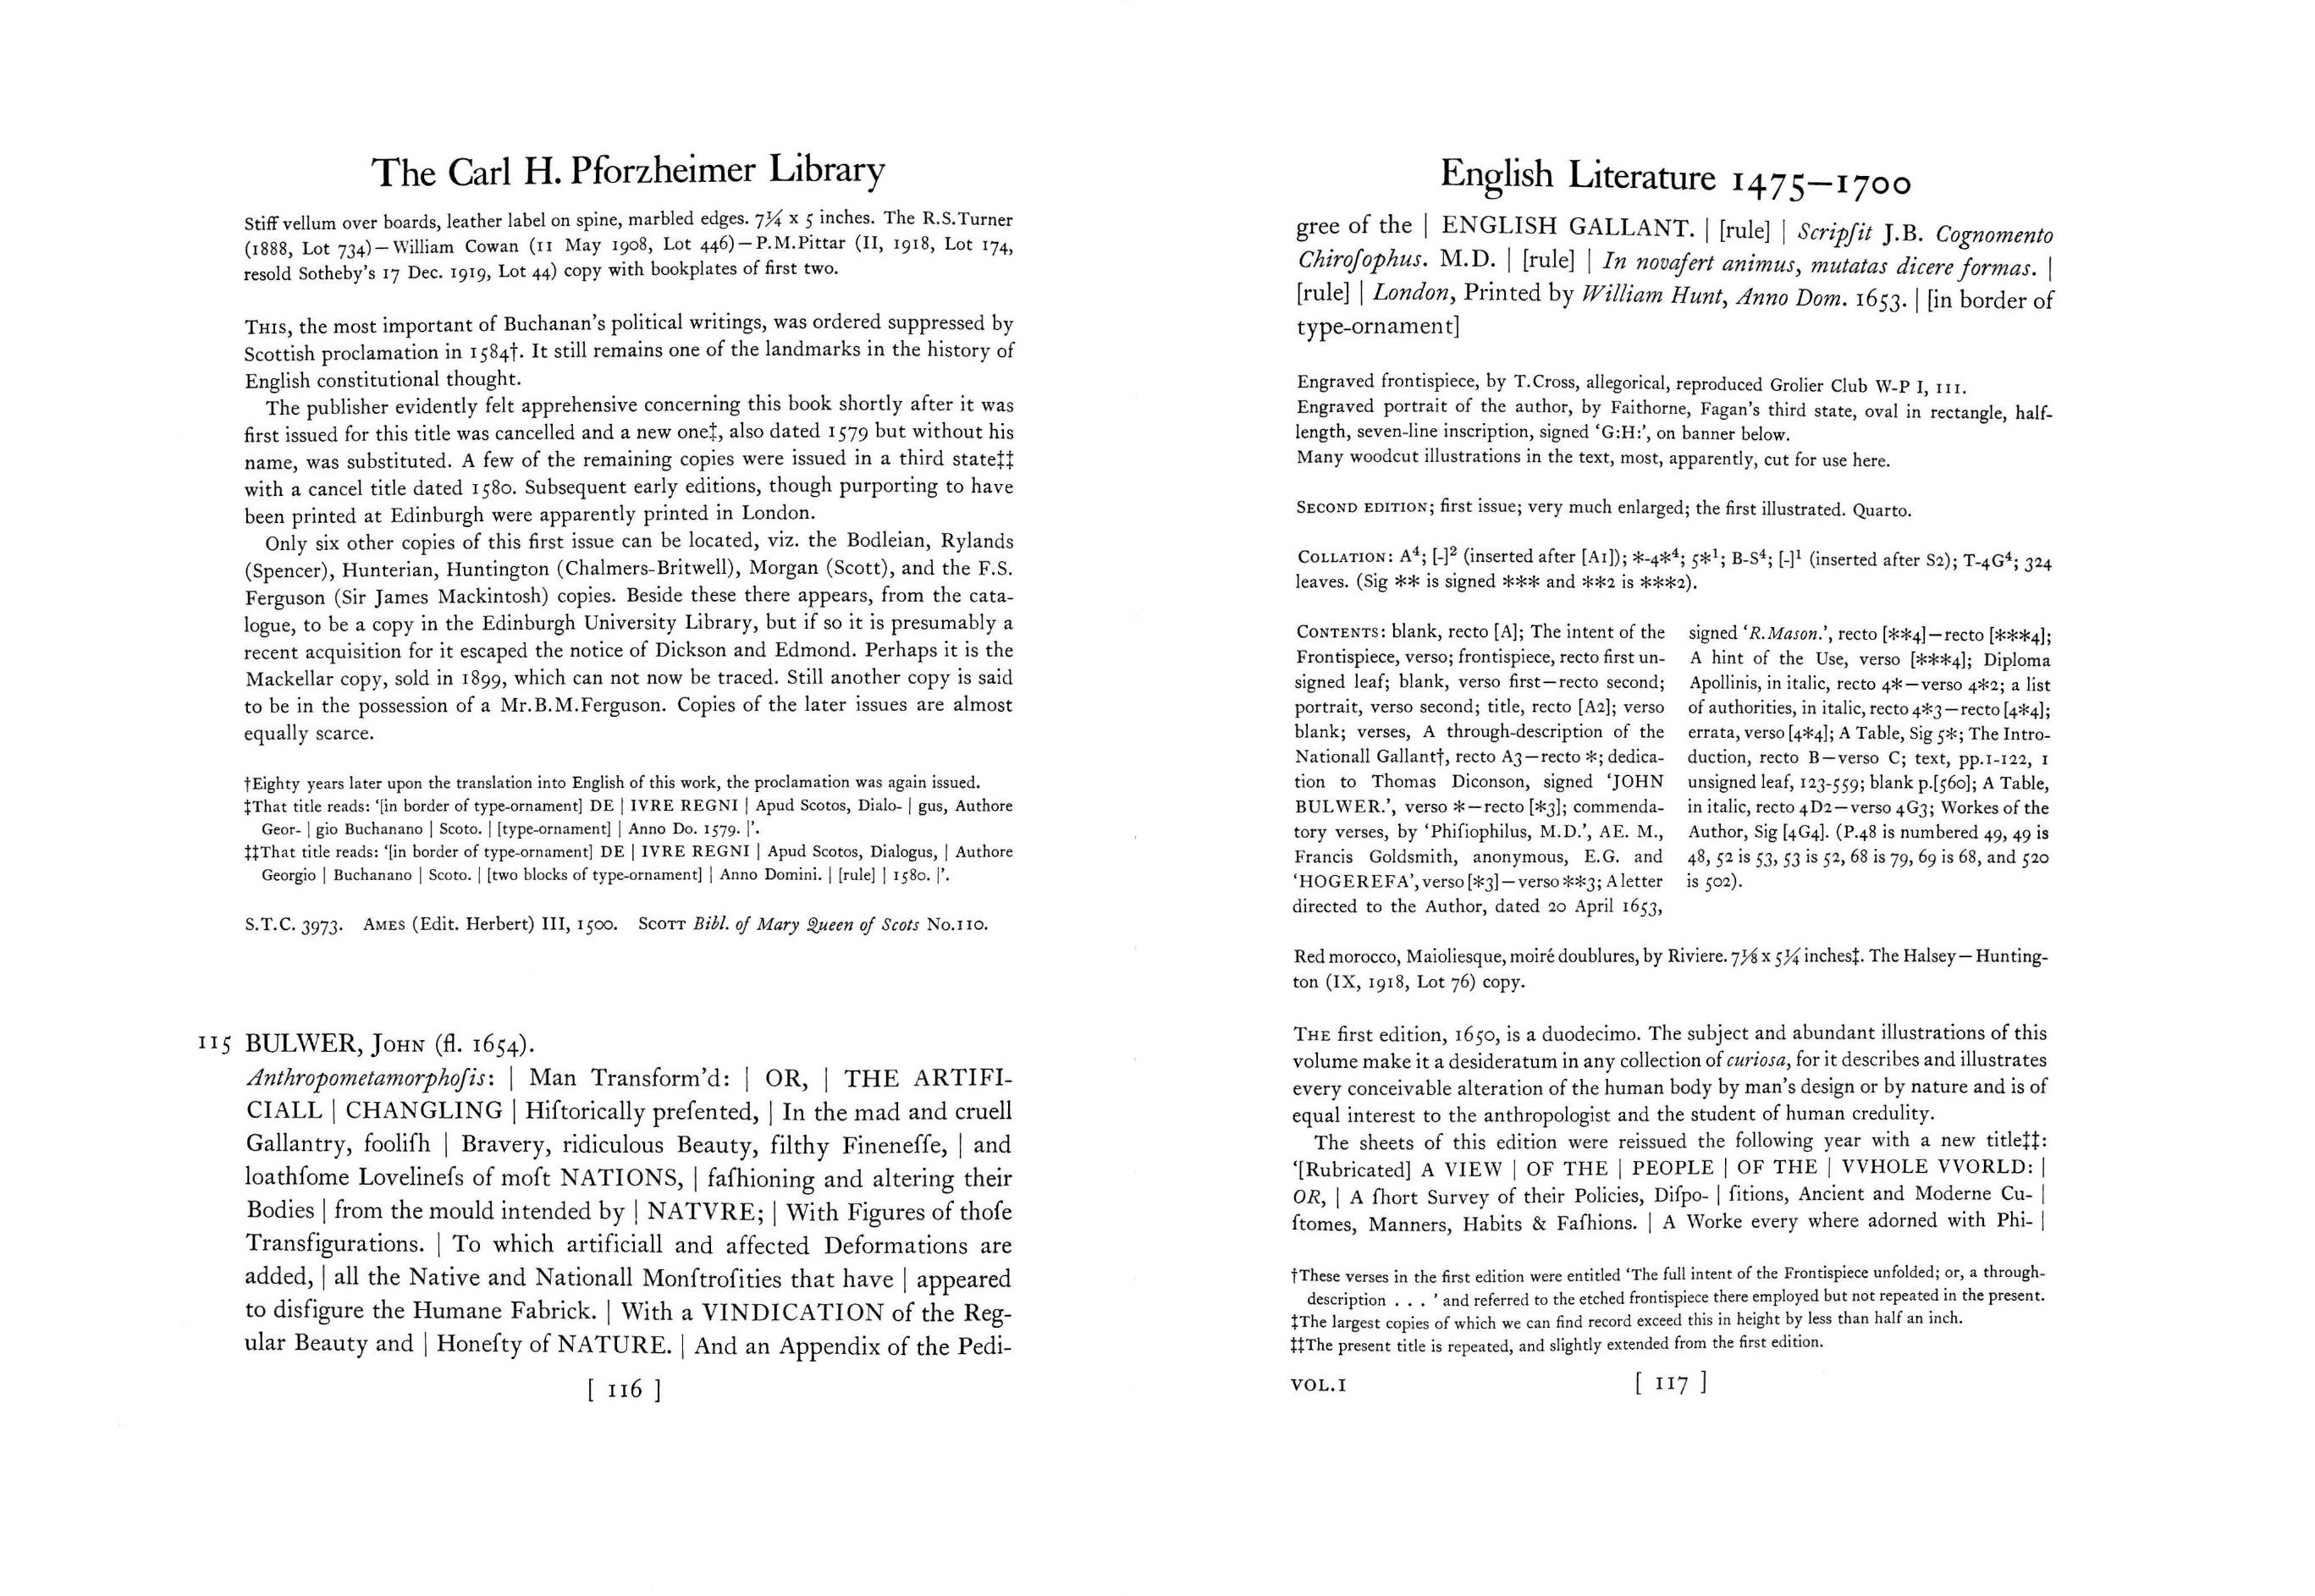 The Carl H. Pforzheimer Library
Stiff vellum over boards, leather label on spine, marbled edges. 7¼ x 5 inches. The R.S.Turner
(1888, Lot 734)—William Cowan (11 May 1908, Lot 446)—P.M.Pittar (II, 1918, Lot 174,
resold Sotheby's 17 Dec. 1919, Lot 44) copy with bookplates of first two.
THIS, the most important of Buchanan's political writings, was ordered suppressed by
Scottish proclamation in 1584†. It still remains one of the landmarks in the history of
English constitutional thought.
The publisher evidently felt apprehensive concerning this book shortly after it was
first issued for this title was cancelled and a new one‡, also dated 1579 but without his
name, was substituted. A few of the remaining copies were issued in a third state‡‡
with a cancel title dated 1580. Subsequent early editions, though purporting to have
been printed at Edinburgh were apparently printed in London.
Only six other copies of this first issue can be located, viz. the Bodleian, Rylands
(Spencer), Hunterian, Huntington (Chalmers-Britwell), Morgan (Scott), and the F.S.
Ferguson (Sir James Mackintosh) copies. Beside these there appears, from the cata-
logue, to be a copy in the Edinburgh University Library, but if so it is presumably a
recent acquisition for it escaped the notice of Dickson and Edmond. Perhaps it is the
Mackellar copy, sold in 1899, which can not now be traced. Still another copy is said
to be in the possession of a Mr.B.M.Ferguson. Copies of the later issues are almost
equally scarce.
†Eighty years later upon the translation into English of this work, the proclamation was again issued.
‡That title reads: '[in border of type-ornament] DE | IVRE REGNI | Apud Scotos, Dialo- | gus, Authore
Geor- | gio Buchanano | Scoto. | [type-ornament] | Anno Do. 1579. |'.
‡‡That title reads: '[in border of type-ornament] DE | IVRE REGNI | Apud Scotos, Dialogus, | Authore
Georgio | Buchanano | Scoto. | [two blocks of type-ornament] | Anno Domini. | [rule] | 1580. |'.
S.T.C. 3973. AMES (Edit. Herbert) III, 1500. SCOTT Bibl. of Mary Queen of Scots No.110.
115 BULWER, JOHN (fl. 1654).
Anthropometamorphoſis: | Man Transform'd: | OR, | THE ARTIFI-
CIALL | CHANGLING | Hiſtorically preſented, | In the mad and cruell
Gallantry, fooliſh | Bravery, ridiculous Beauty, filthy Fineneſſe, | and
loathſome Lovelineſs of moſt NATIONS, | faſhioning and altering their
Bodies | from the mould intended by | NATVRE; | With Figures of thoſe
Transfigurations. | To which artificiall and affected Deformations are
added, | all the Native and Nationall Monſtroſities that have | appeared
to disfigure the Humane Fabrick. | With a VINDICATION of the Reg-
ular Beauty and | Honeſty of NATURE. | And an Appendix of the Pedi-
[ 116 ]
English Literature 1475—1700
gree of the | ENGLISH GALLANT. | [rule] | Scripſit J.B. Cognomento
Chiroſophus. M.D. | [rule] | In novafert animus, mutatas dicere formas. |
[rule] | London, Printed by William Hunt, Anno Dom. 1653. | [in border of
type-ornament]
Engraved frontispiece, by T.Cross, allegorical, reproduced Grolier Club W-P I, 111.
Engraved portrait of the author, by Faithorne, Fagan's third state, oval in rectangle, half-
length, seven-line inscription, signed 'G:H:', on banner below.
Many woodcut illustrations in the text, most, apparently, cut for use here.
SECOND EDITION; first issue; very much enlarged; the first illustrated. Quarto.
COLLATION: A⁴; [-]² (inserted after [A1]); *-4*⁴; 5*¹; B-S⁴; [-]¹ (inserted after S2); T-4G⁴; 324
leaves. (Sig ** is signed *** and **2 is ***2).
CONTENTS: blank, recto [A]; The intent of the
Frontispiece, verso; frontispiece, recto first un-
signed leaf; blank, verso first—recto second;
portrait, verso second; title, recto [A2]; verso
blank; verses, A through-description of the
Nationall Gallant†, recto A3—recto *; dedica-
tion to Thomas Diconson, signed 'JOHN
BULWER.', verso *—recto [*3]; commenda-
tory verses, by 'Phiſiophilus, M.D.', AE. M.,
Francis Goldsmith, anonymous, E.G. and
'HOGEREFA', verso [*3]—verso **3; A letter
directed to the Author, dated 20 April 1653,
signed 'R.Mason.', recto [**4]—recto [***4];
A hint of the Use, verso [***4]; Diploma
Apollinis, in italic, recto 4*—verso 4*2; a list
of authorities, in italic, recto 4*3—recto [4*4];
errata, verso [4*4]; A Table, Sig 5*; The Intro-
duction, recto B—verso C; text, pp.1-122, 1
unsigned leaf, 123-559; blank p.[560]; A Table,
in italic, recto 4D2—verso 4G3; Workes of the
Author, Sig [4G4]. (P.48 is numbered 49, 49 is
48, 52 is 53, 53 is 52, 68 is 79, 69 is 68, and 520
is 502).
Red morocco, Maioliesque, moiré doublures, by Riviere. 7⅛ x 5¼ inches‡. The Halsey—Hunting-
ton (IX, 1918, Lot 76) copy.
THE first edition, 1650, is a duodecimo. The subject and abundant illustrations of this
volume make it a desideratum in any collection of curiosa, for it describes and illustrates
every conceivable alteration of the human body by man's design or by nature and is of
equal interest to the anthropologist and the student of human credulity.
The sheets of this edition were reissued the following year with a new title‡‡:
'[Rubricated] A VIEW | OF THE | PEOPLE | OF THE | VVHOLE VVORLD: |
OR, | A ſhort Survey of their Policies, Diſpo- | ſitions, Ancient and Moderne Cu- |
ſtomes, Manners, Habits & Faſhions. | A Worke every where adorned with Phi- |
†These verses in the first edition were entitled 'The full intent of the Frontispiece unfolded; or, a through-
description . . . ' and referred to the etched frontispiece there employed but not repeated in the present.
‡The largest copies of which we can find record exceed this in height by less than half an inch.
‡‡The present title is repeated, and slightly extended from the first edition.
VOL.I [ 117 ]